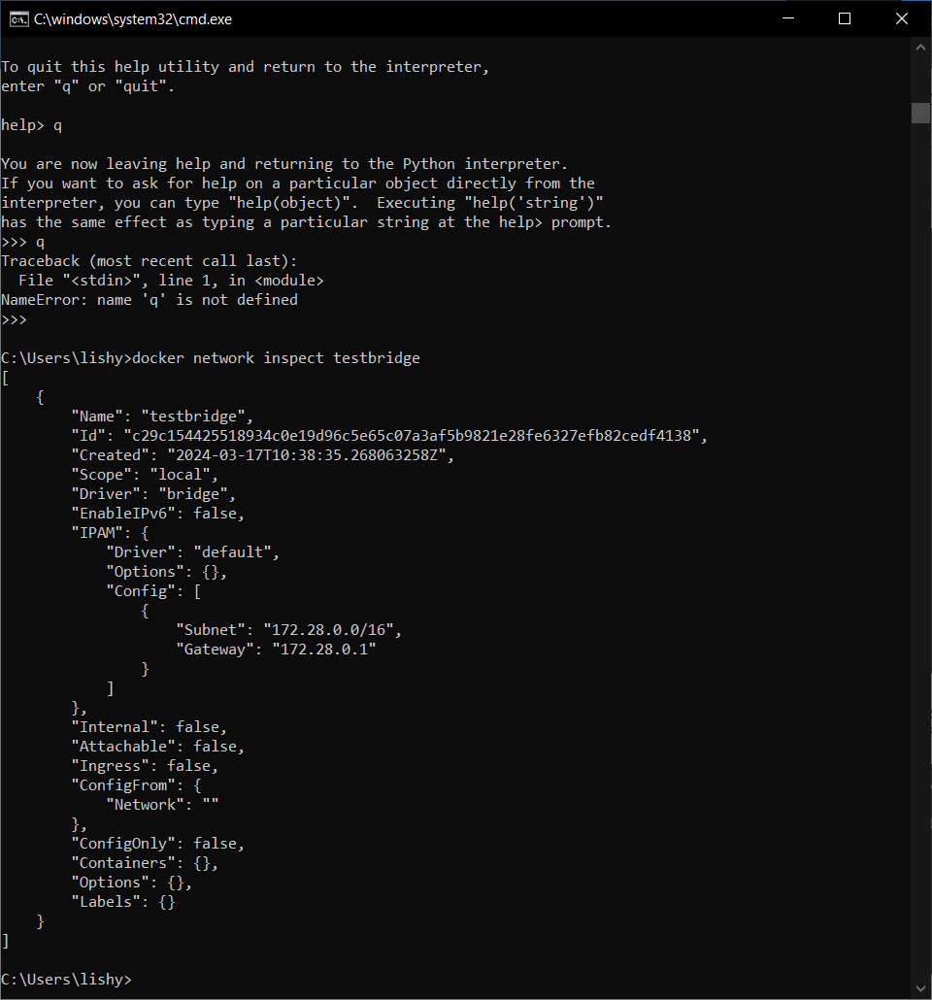 C:\windows\system32\cmd.exe
To quit this help utility and return to the interpreter,
enter "q" or "quit".
help> q
You are now leaving help and returning to the Python interpreter.
If you want to ask for help on a particular object directly from the
interpreter, you can type "help(object)".  Executing "help('string')"
has the same effect as typing a particular string at the help> prompt.
>>> q
Traceback (most recent call last):
  File "<stdin>", line 1, in <module>
NameError: name 'q' is not defined
>>>
C:\Users\lishy>docker network inspect testbridge
[
    {
        "Name": "testbridge",
        "Id": "c29c154425518934c0e19d96c5e65c07a3af5b9821e28fe6327efb82cedf4138",
        "Created": "2024-03-17T10:38:35.268063258Z",
        "Scope": "local",
        "Driver": "bridge",
        "EnableIPv6": false,
        "IPAM": {
            "Driver": "default",
            "Options": {},
            "Config": [
                {
                    "Subnet": "172.28.0.0/16",
                    "Gateway": "172.28.0.1"
                }
            ]
        },
        "Internal": false,
        "Attachable": false,
        "Ingress": false,
        "ConfigFrom": {
            "Network": ""
        },
        "ConfigOnly": false,
        "Containers": {},
        "Options": {},
        "Labels": {}
    }
]
C:\Users\lishy>